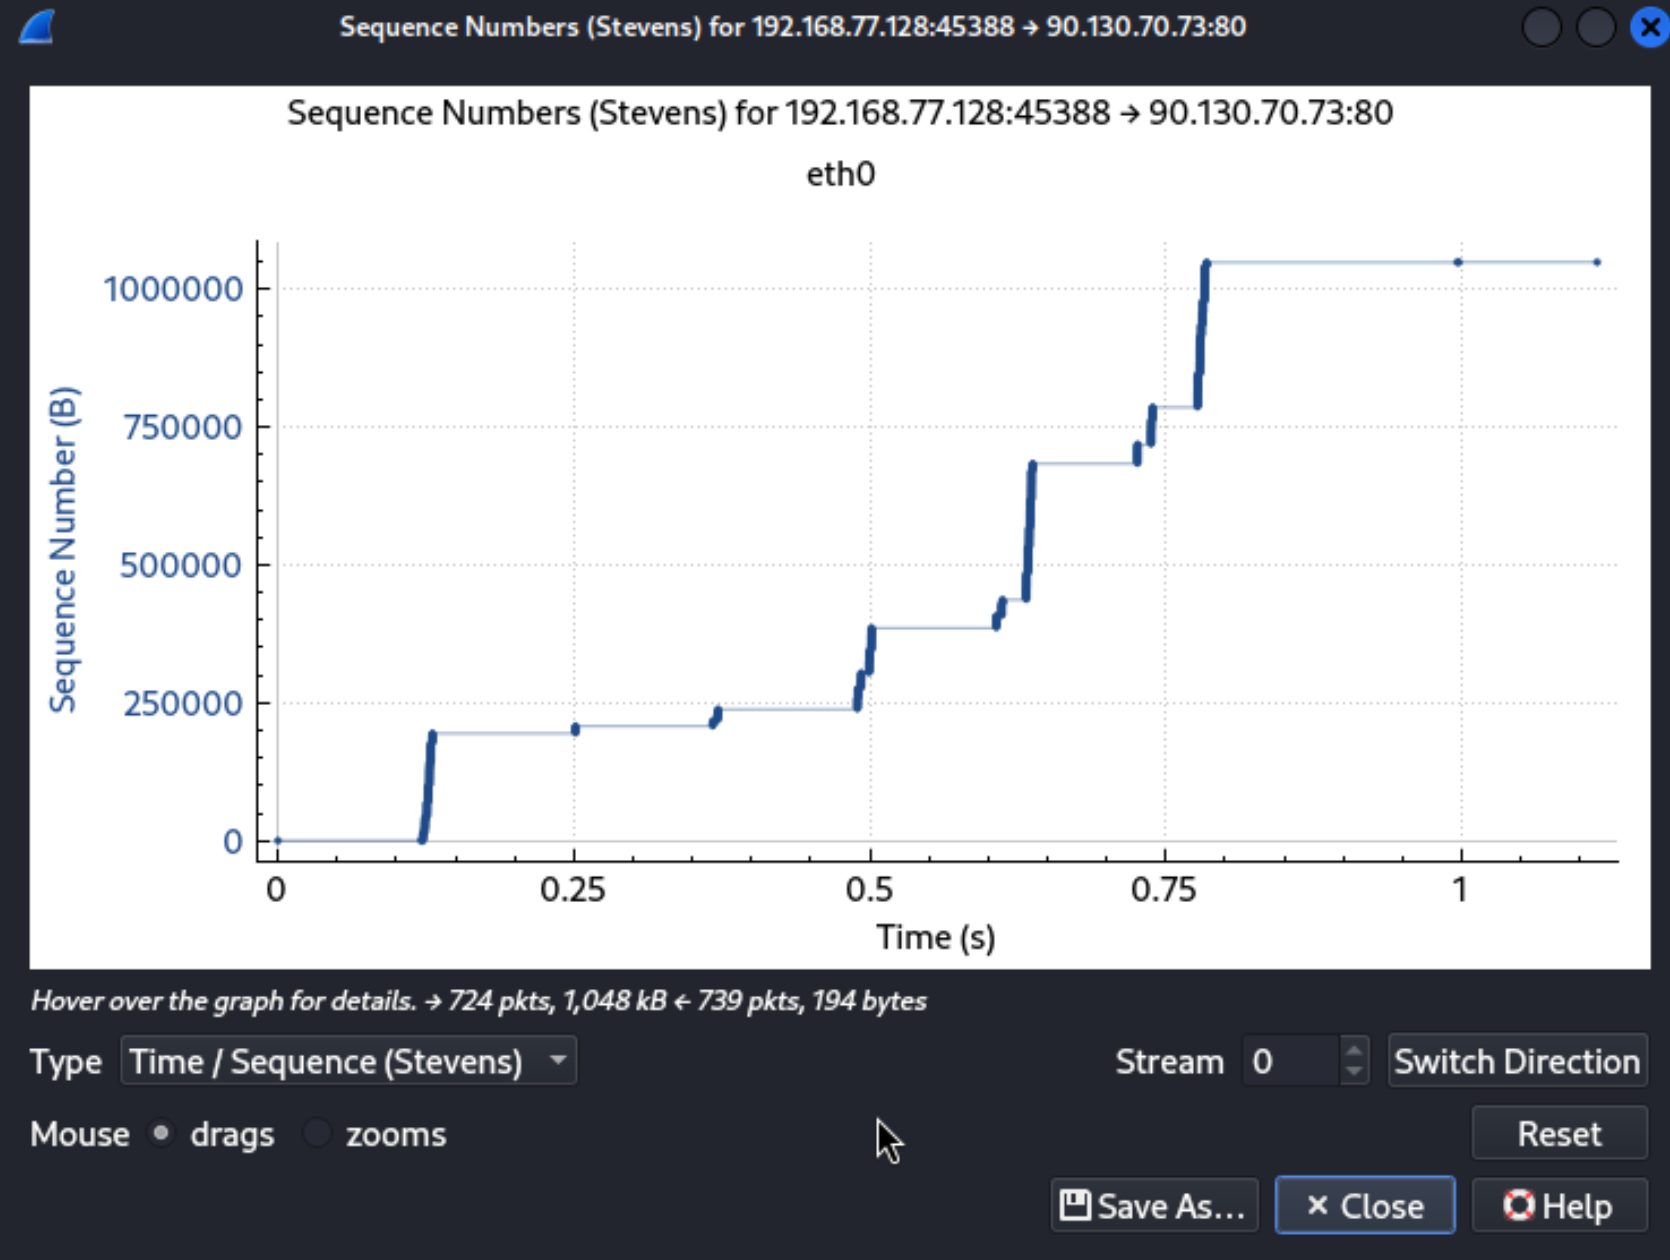 Sequence Numbers (Stevens) for 192.168.77.128:45388 → 90.130.70.73:80
Sequence Numbers (Stevens) for 192.168.77.128:45388 → 90.130.70.73:80
eth0
Sequence Number (B)
1000000
750000
500000
250000
0
0 0.25 0.5 0.75 1
Time (s)
Hover over the graph for details. → 724 pkts, 1,048 kB ← 739 pkts, 194 bytes
Type Time / Sequence (Stevens) Stream 0 Switch Direction
Mouse drags zooms Reset
Save As... × Close Help